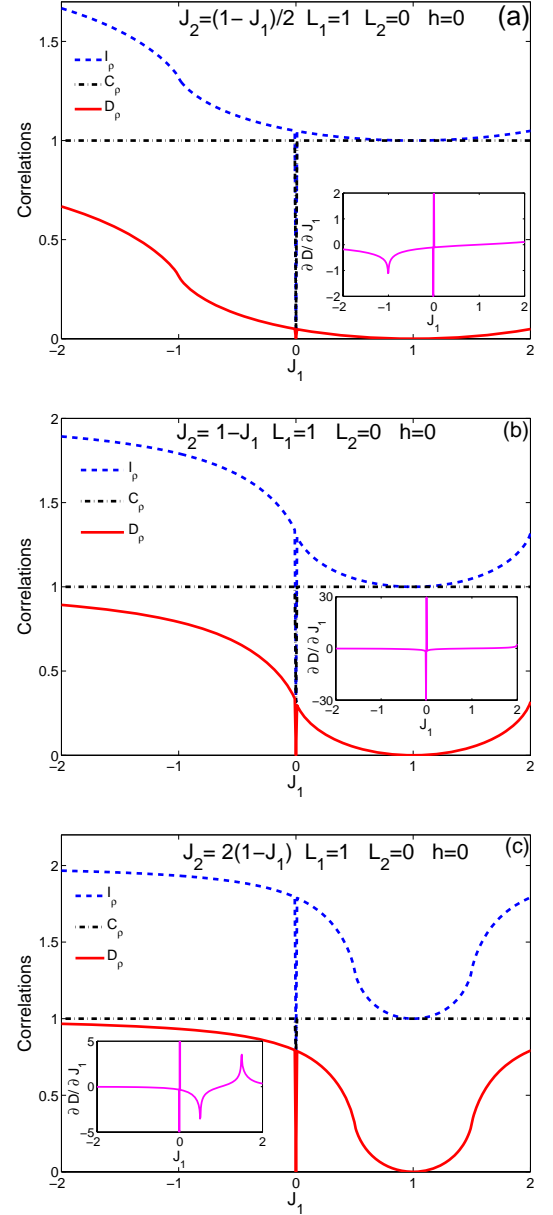 J₂=(1− J₁)/2 L₁=1 L₂=0 h=0
(a)
I_ρ
C_ρ
D_ρ
Correlations
1.5
1
0.5
0
−2 −1 0 1 2
J₁
∂ D/ ∂ J₁
2
1
0
−1
−2
−2 −1 0 1 2
J₁
J₂= 1−J₁ L₁=1 L₂=0 h=0
(b)
I_ρ
C_ρ
D_ρ
Correlations
2
1.5
1
0.5
0
−2 −1 0 1 2
J₁
∂ D/ ∂ J₁
30
0
−30
−2 −1 0 1 2
J₁
J₂= 2(1−J₁) L₁=1 L₂=0 h=0
(c)
I_ρ
C_ρ
D_ρ
Correlations
2
1.5
1
0.5
0
−2 −1 0 1 2
J₁
∂ D/ ∂ J₁
5
0
−5
−2 −1 0 1 2
J₁